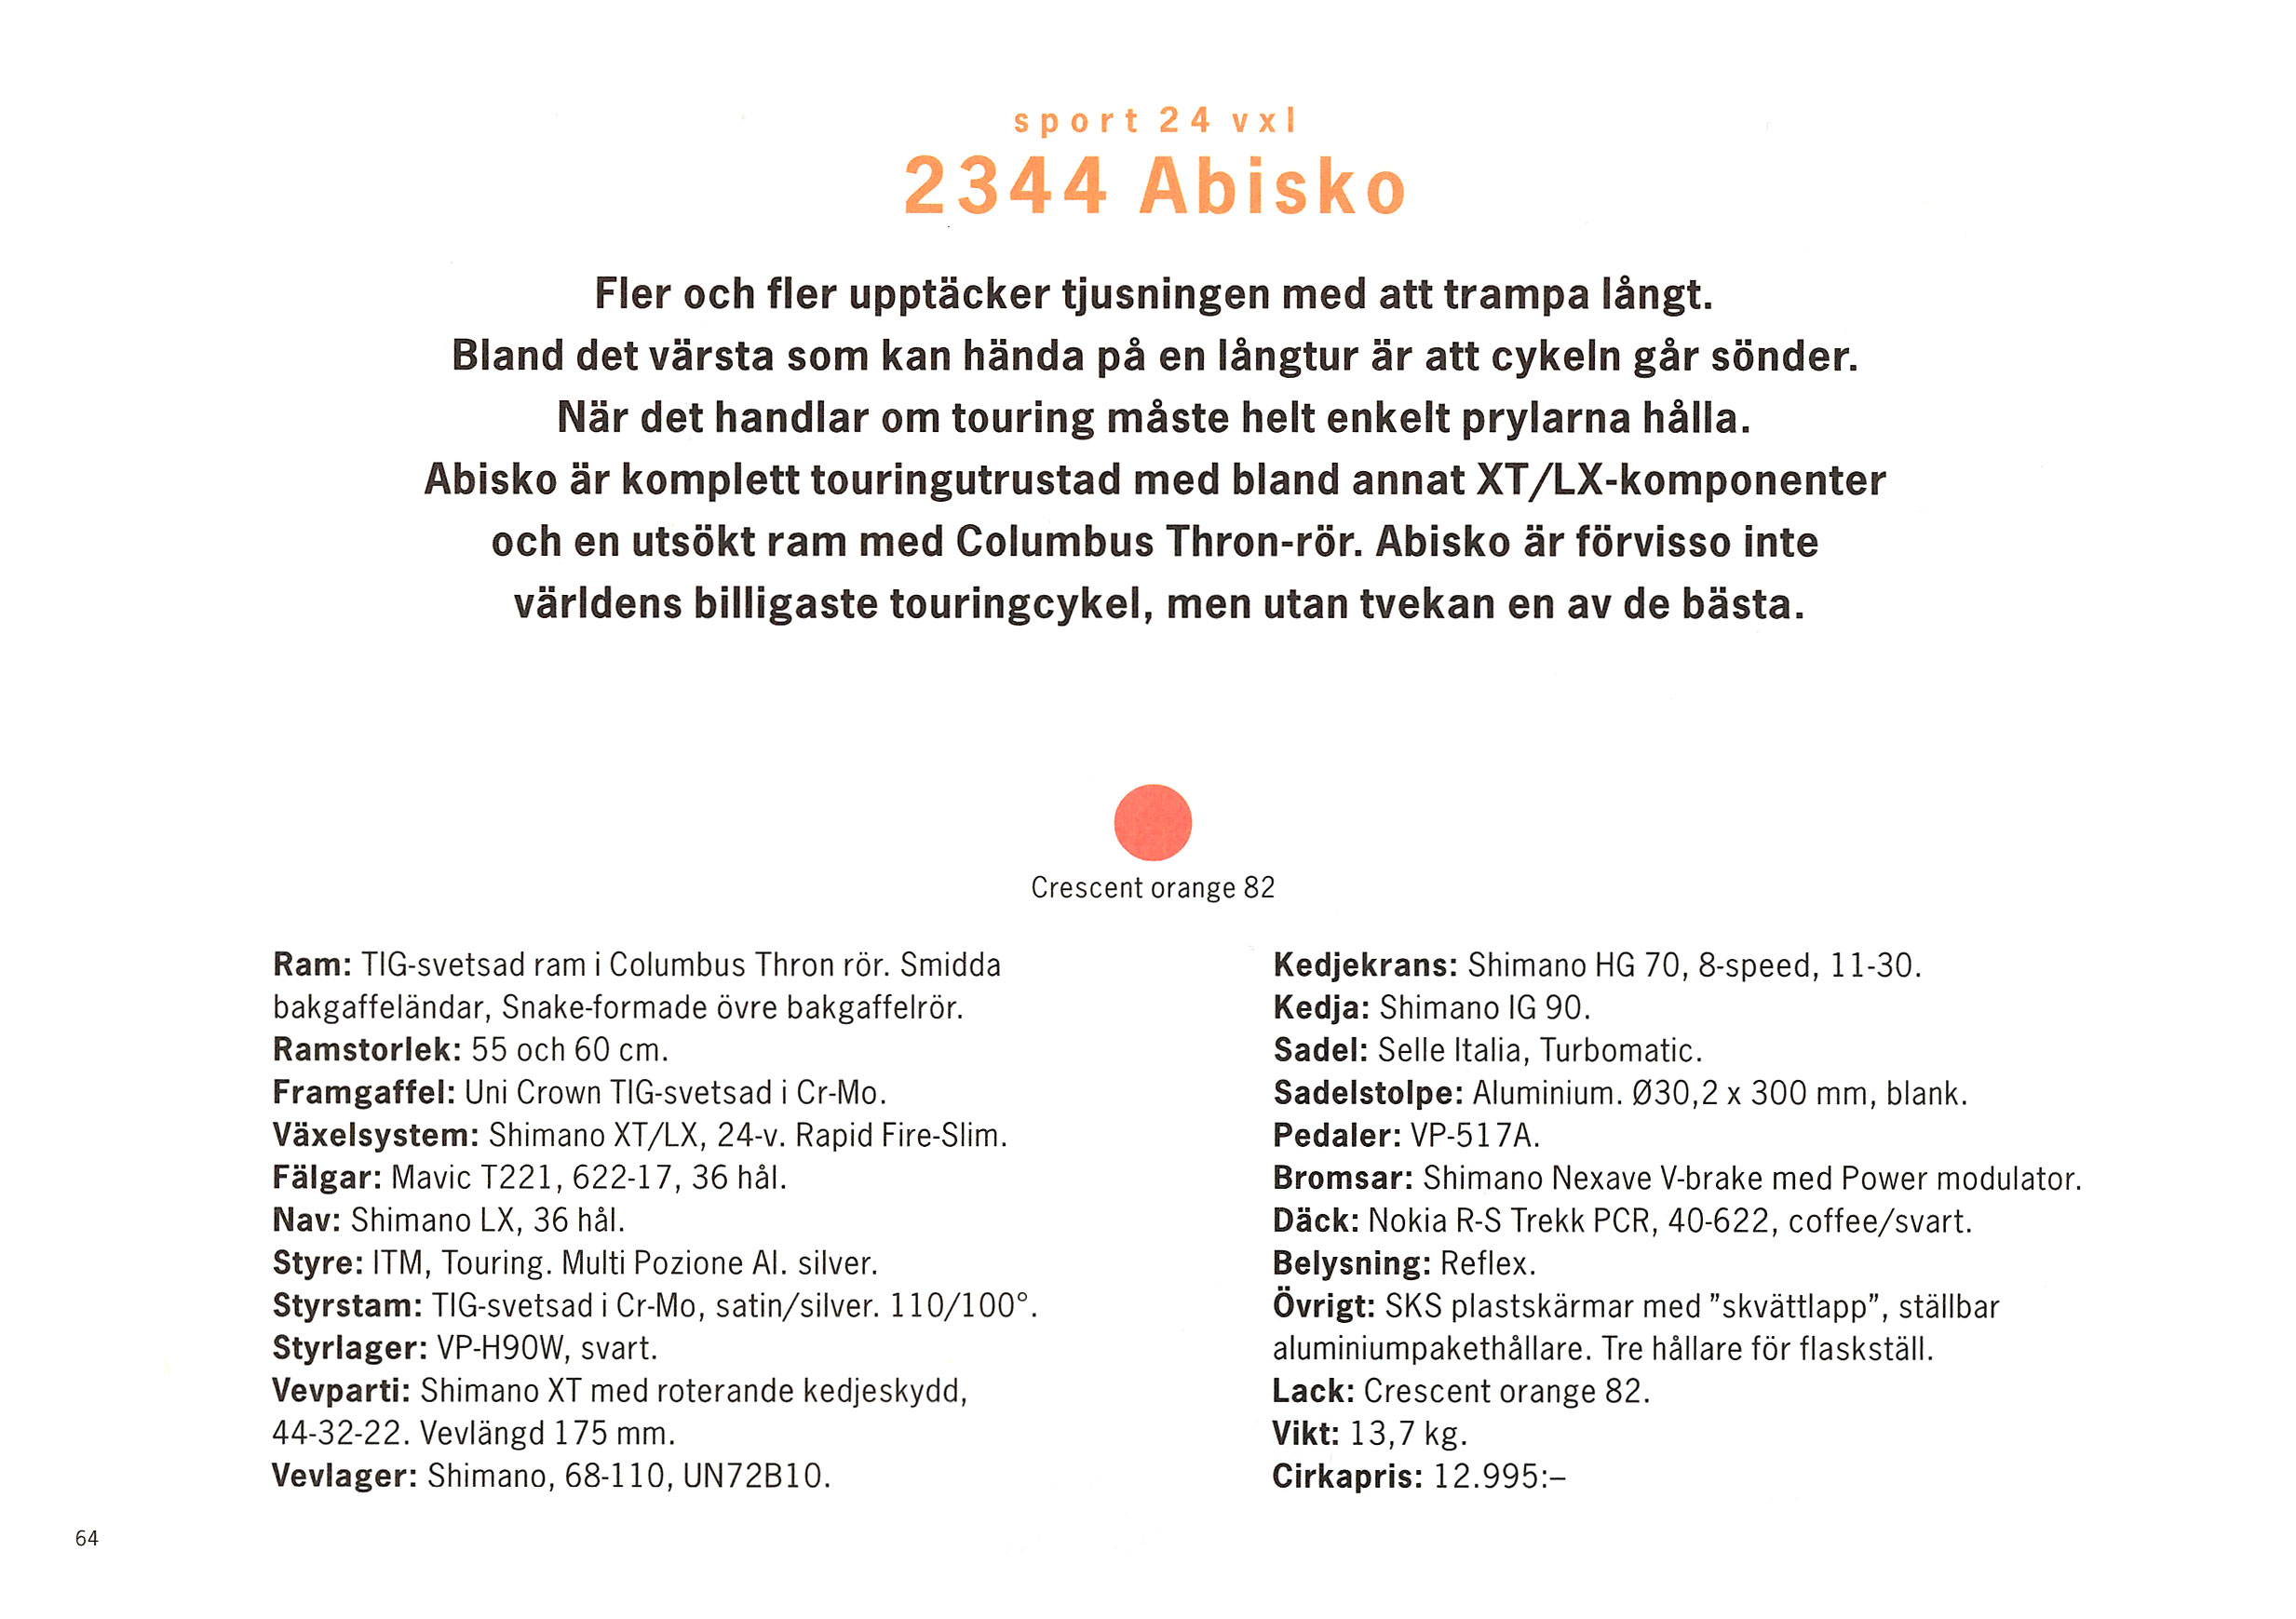 sport 24 vxl
2344 Abisko
Fler och fler upptäcker tjusningen med att trampa långt.
Bland det värsta som kan hända på en långtur är att cykeln går sönder.
När det handlar om touring måste helt enkelt prylarna hålla.
Abisko är komplett touringutrustad med bland annat XT/LX-komponenter
och en utsökt ram med Columbus Thron-rör. Abisko är förvisso inte
världens billigaste touringcykel, men utan tvekan en av de bästa.
Crescent orange 82
Ram: TIG-svetsad ram i Columbus Thron rör. Smidda
bakgaffeländar, Snake-formade övre bakgaffelrör.
Ramstorlek: 55 och 60 cm.
Framgaffel: Uni Crown TIG-svetsad i Cr-Mo.
Växelsystem: Shimano XT/LX, 24-v. Rapid Fire-Slim.
Fälgar: Mavic T221, 622-17, 36 hål.
Nav: Shimano LX, 36 hål.
Styre: ITM, Touring. Multi Pozione Al. silver.
Styrstam: TIG-svetsad i Cr-Mo, satin/silver. 110/100°.
Styrlager: VP-H90W, svart.
Vevparti: Shimano XT med roterande kedjeskydd,
44-32-22. Vevlängd 175 mm.
Vevlager: Shimano, 68-110, UN72B10.
Kedjekrans: Shimano HG 70, 8-speed, 11-30.
Kedja: Shimano IG 90.
Sadel: Selle Italia, Turbomatic.
Sadelstolpe: Aluminium. Ø30,2 x 300 mm, blank.
Pedaler: VP-517A.
Bromsar: Shimano Nexave V-brake med Power modulator.
Däck: Nokia R-S Trekk PCR, 40-622, coffee/svart.
Belysning: Reflex.
Övrigt: SKS plastskärmar med ”skvättlapp”, ställbar
aluminiumpakethållare. Tre hållare för flaskställ.
Lack: Crescent orange 82.
Vikt: 13,7 kg.
Cirkapris: 12.995:–
64